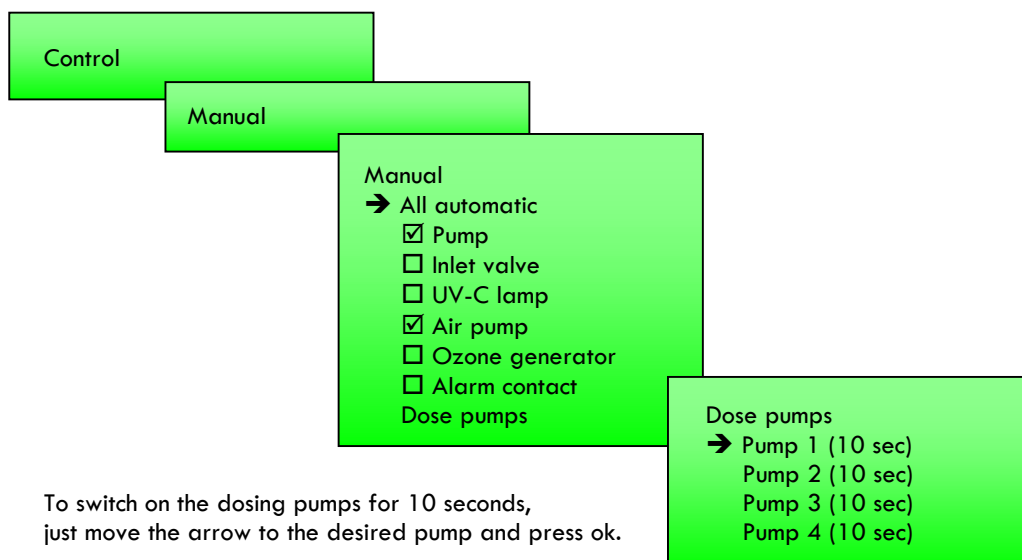 Control
Manual
Manual
➔ All automatic
☑ Pump
☐ Inlet valve
☐ UV-C lamp
☑ Air pump
☐ Ozone generator
☐ Alarm contact
Dose pumps
Dose pumps
➔ Pump 1 (10 sec)
Pump 2 (10 sec)
Pump 3 (10 sec)
Pump 4 (10 sec)
To switch on the dosing pumps for 10 seconds,
just move the arrow to the desired pump and press ok.